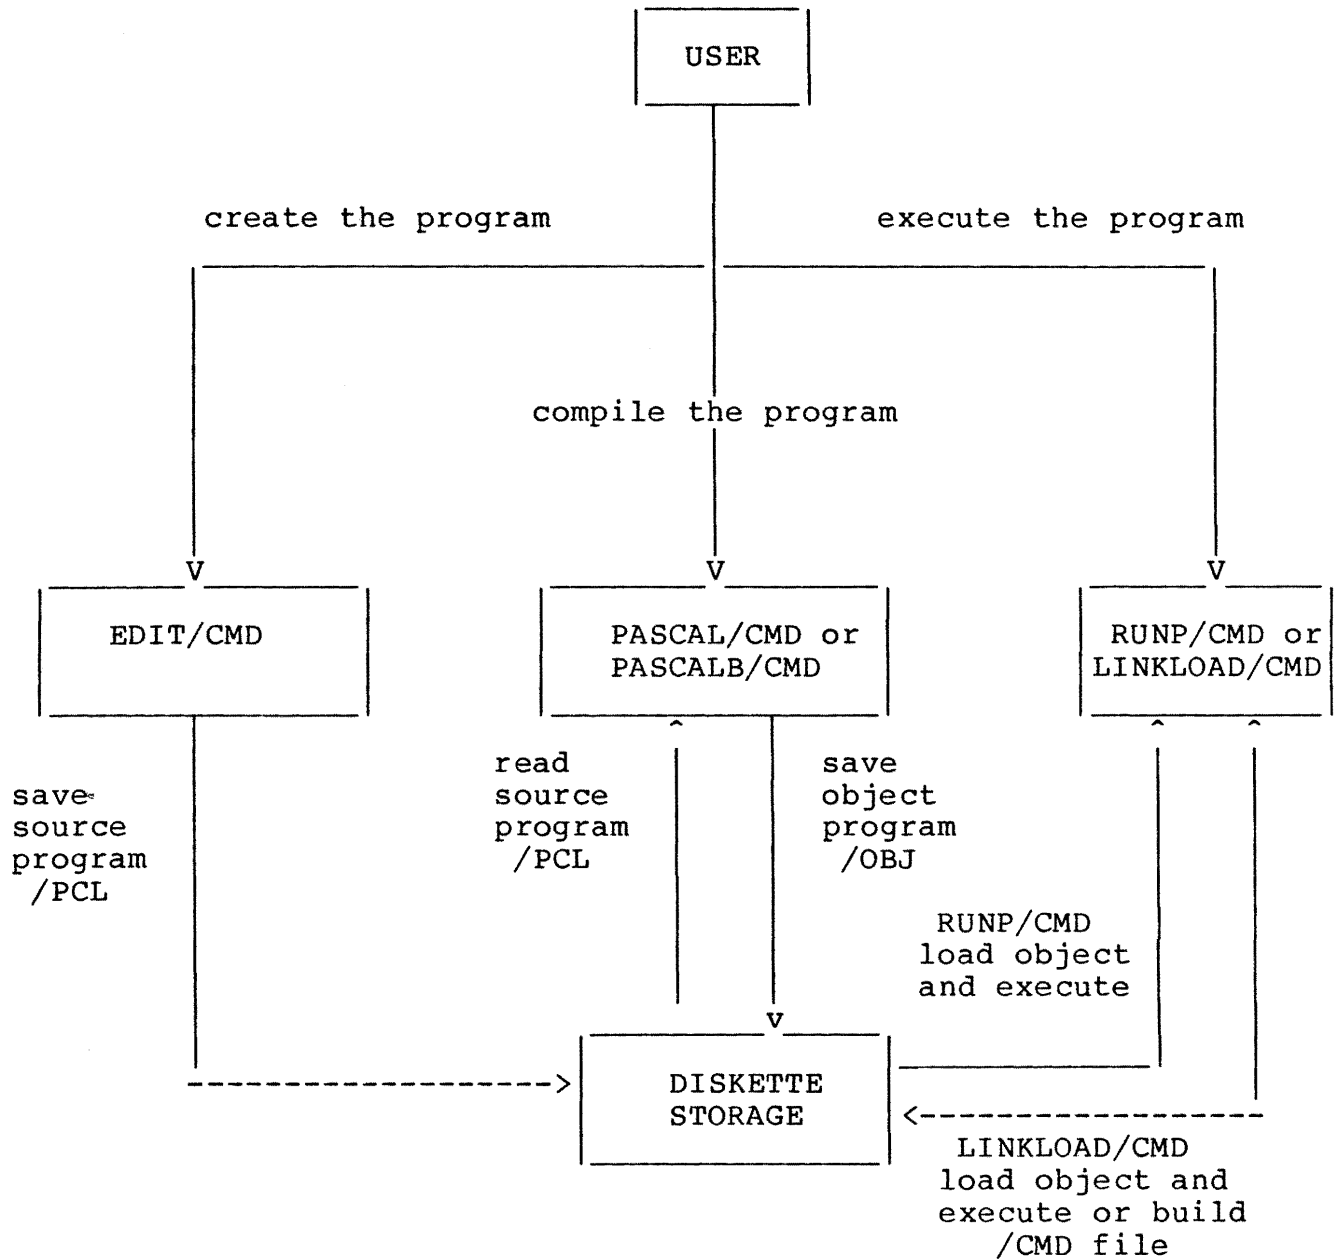 USER
create the program
execute the program
compile the program
EDIT/CMD
PASCAL/CMD or
PASCALB/CMD
RUNP/CMD or
LINKLOAD/CMD
save
source
program
/PCL
read
source
program
/PCL
save
object
program
/OBJ
RUNP/CMD
load object
and execute
DISKETTE
STORAGE
LINKLOAD/CMD
load object and
execute or build
/CMD file